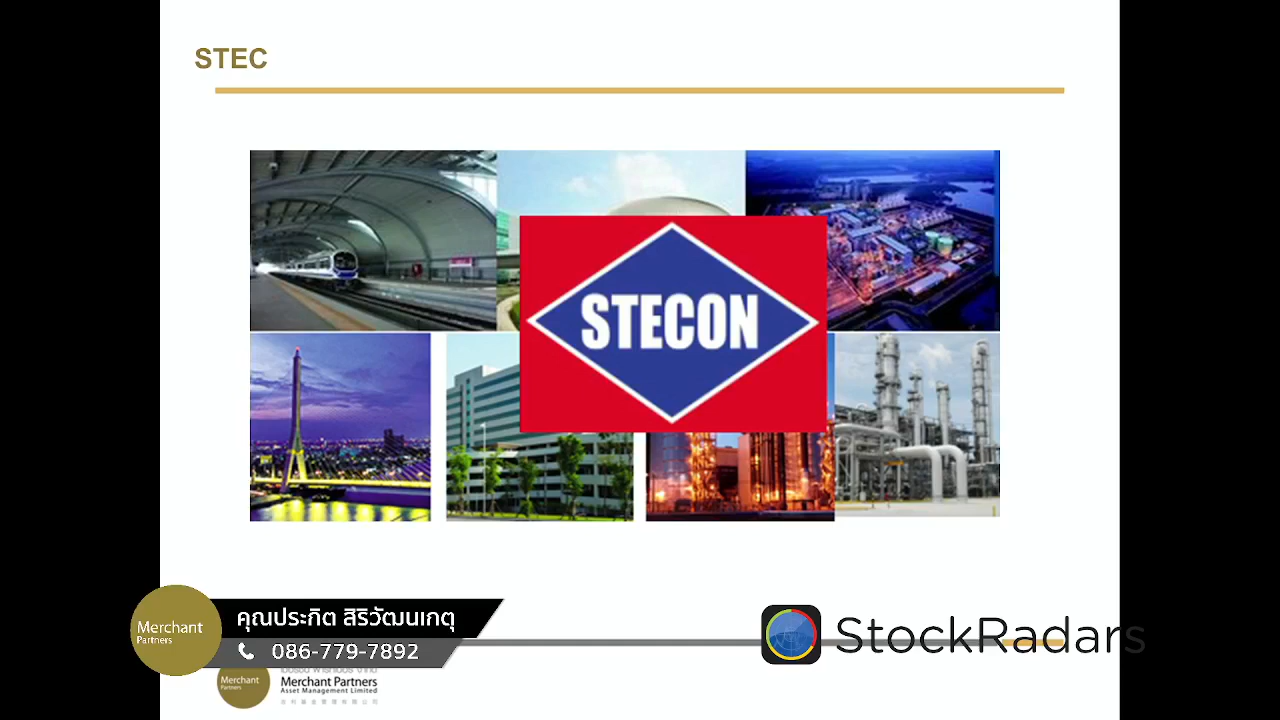 STEC
STECON
Merchant
Partners
คุณประกิต สิริวัฒนเกตุ
086-779-7892
StockRadars
Merchant
Partners
Merchant Partners
Asset Management Limited